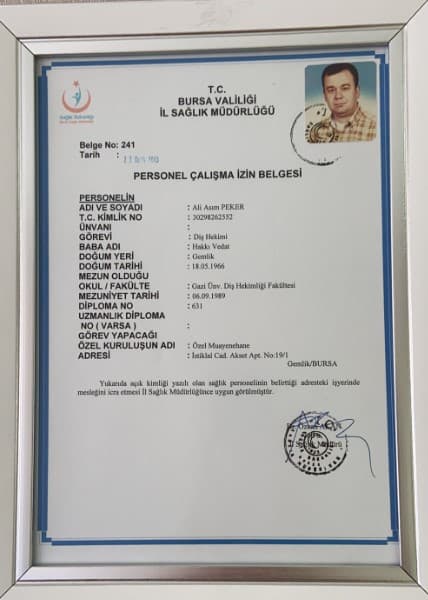 Sağlık Bakanlığı
T.C.
BURSA VALİLİĞİ
İL SAĞLIK MÜDÜRLÜĞÜ
Belge No: 241
Tarih :
PERSONEL ÇALIŞMA İZİN BELGESİ
PERSONELİN
ADI VE SOYADI : Ali Asım PEKER
T.C. KİMLİK NO : 30298262532
ÜNVANI :
GÖREVİ : Diş Hekimi
BABA ADI : Hakkı Vedat
DOĞUM YERİ : Gemlik
DOĞUM TARİHİ : 18.05.1966
MEZUN OLDUĞU
OKUL / FAKÜLTE : Gazi Ünv. Diş Hekimliği Fakültesi
MEZUNİYET TARİHİ : 06.09.1989
DİPLOMA NO : 631
UZMANLIK DİPLOMA
NO ( VARSA ) :
GÖREV YAPACAĞI
ÖZEL KURULUŞUN ADI : Özel Muayenehane
ADRESİ : İstiklal Cad. Akset Apt. No:19/1
Gemlik/BURSA
Yukarıda açık kimliği yazılı olan sağlık personelinin belirttiği adresteki işyerinde
mesleğini icra etmesi İl Sağlık Müdürlüğünce uygun görülmüştür.